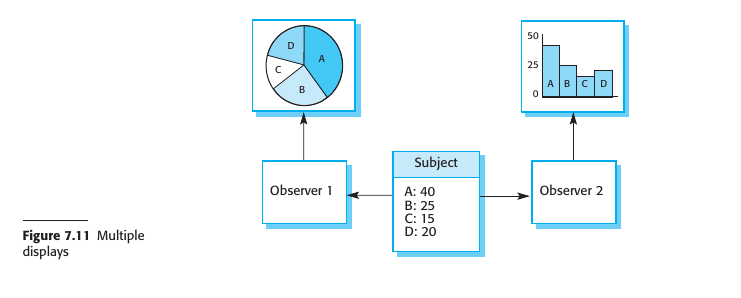 D
A
C
B
50
25
0
A B C D
Observer 1
Subject
A: 40
B: 25
C: 15
D: 20
Observer 2
Figure 7.11 Multiple
displays